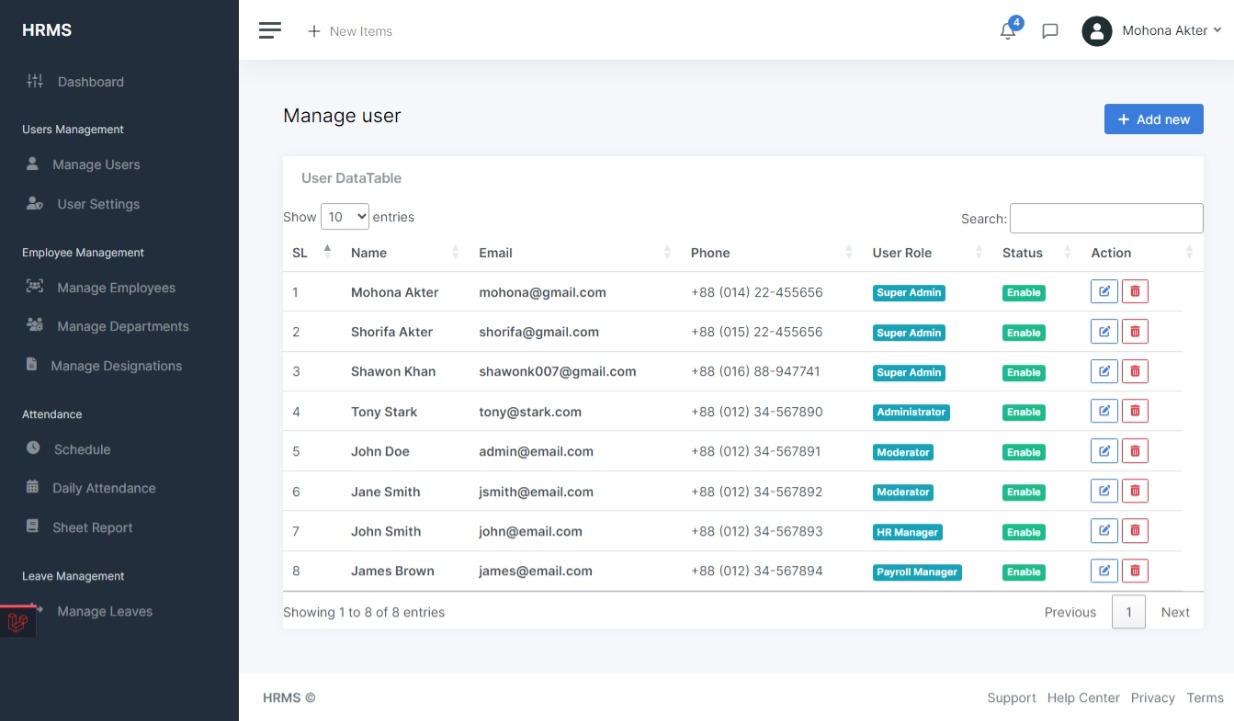 HRMS
New Items
4
Mohona Akter
Dashboard
Users Management
Manage Users
User Settings
Employee Management
Manage Employees
Manage Departments
Manage Designations
Attendance
Schedule
Daily Attendance
Sheet Report
Leave Management
Manage Leaves
Manage user
+ Add new
User DataTable
Show 10 entries
Search:
SL Name Email Phone User Role Status Action
1 Mohona Akter mohona@gmail.com +88 (014) 22-455656 Super Admin Enable
2 Shorifa Akter shorifa@gmail.com +88 (015) 22-455656 Super Admin Enable
3 Shawon Khan shawonk007@gmail.com +88 (016) 88-947741 Super Admin Enable
4 Tony Stark tony@stark.com +88 (012) 34-567890 Administrator Enable
5 John Doe admin@email.com +88 (012) 34-567891 Moderator Enable
6 Jane Smith jsmith@email.com +88 (012) 34-567892 Moderator Enable
7 John Smith john@email.com +88 (012) 34-567893 HR Manager Enable
8 James Brown james@email.com +88 (012) 34-567894 Payroll Manager Enable
Showing 1 to 8 of 8 entries
Previous 1 Next
HRMS ©
Support Help Center Privacy Terms